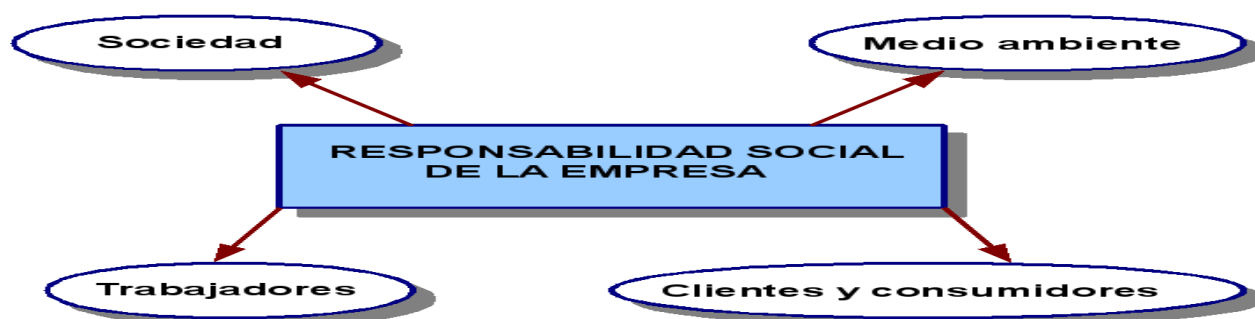 Sociedad
Medio ambiente
RESPONSABILIDAD SOCIAL
DE LA EMPRESA
Trabajadores
Clientes y consumidores